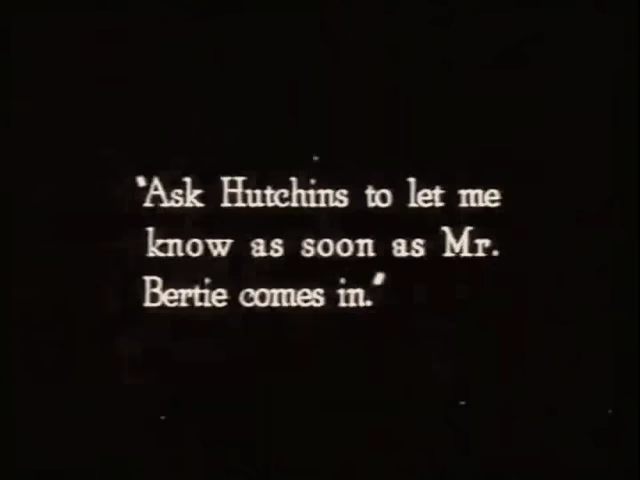 "Ask Hutchins to let me
know as soon as Mr.
Bertie comes in."